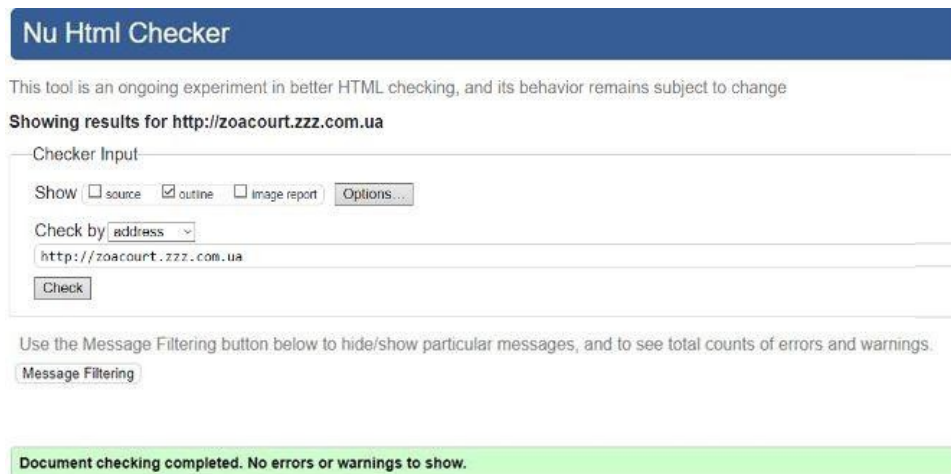 Nu Html Checker
This tool is an ongoing experiment in better HTML checking, and its behavior remains subject to change
Showing results for http://zoacourt.zzz.com.ua
Checker Input
Show source outline image report Options...
Check by address
http://zoacourt.zzz.com.ua
Check
Use the Message Filtering button below to hide/show particular messages, and to see total counts of errors and warnings.
Message Filtering
Document checking completed. No errors or warnings to show.